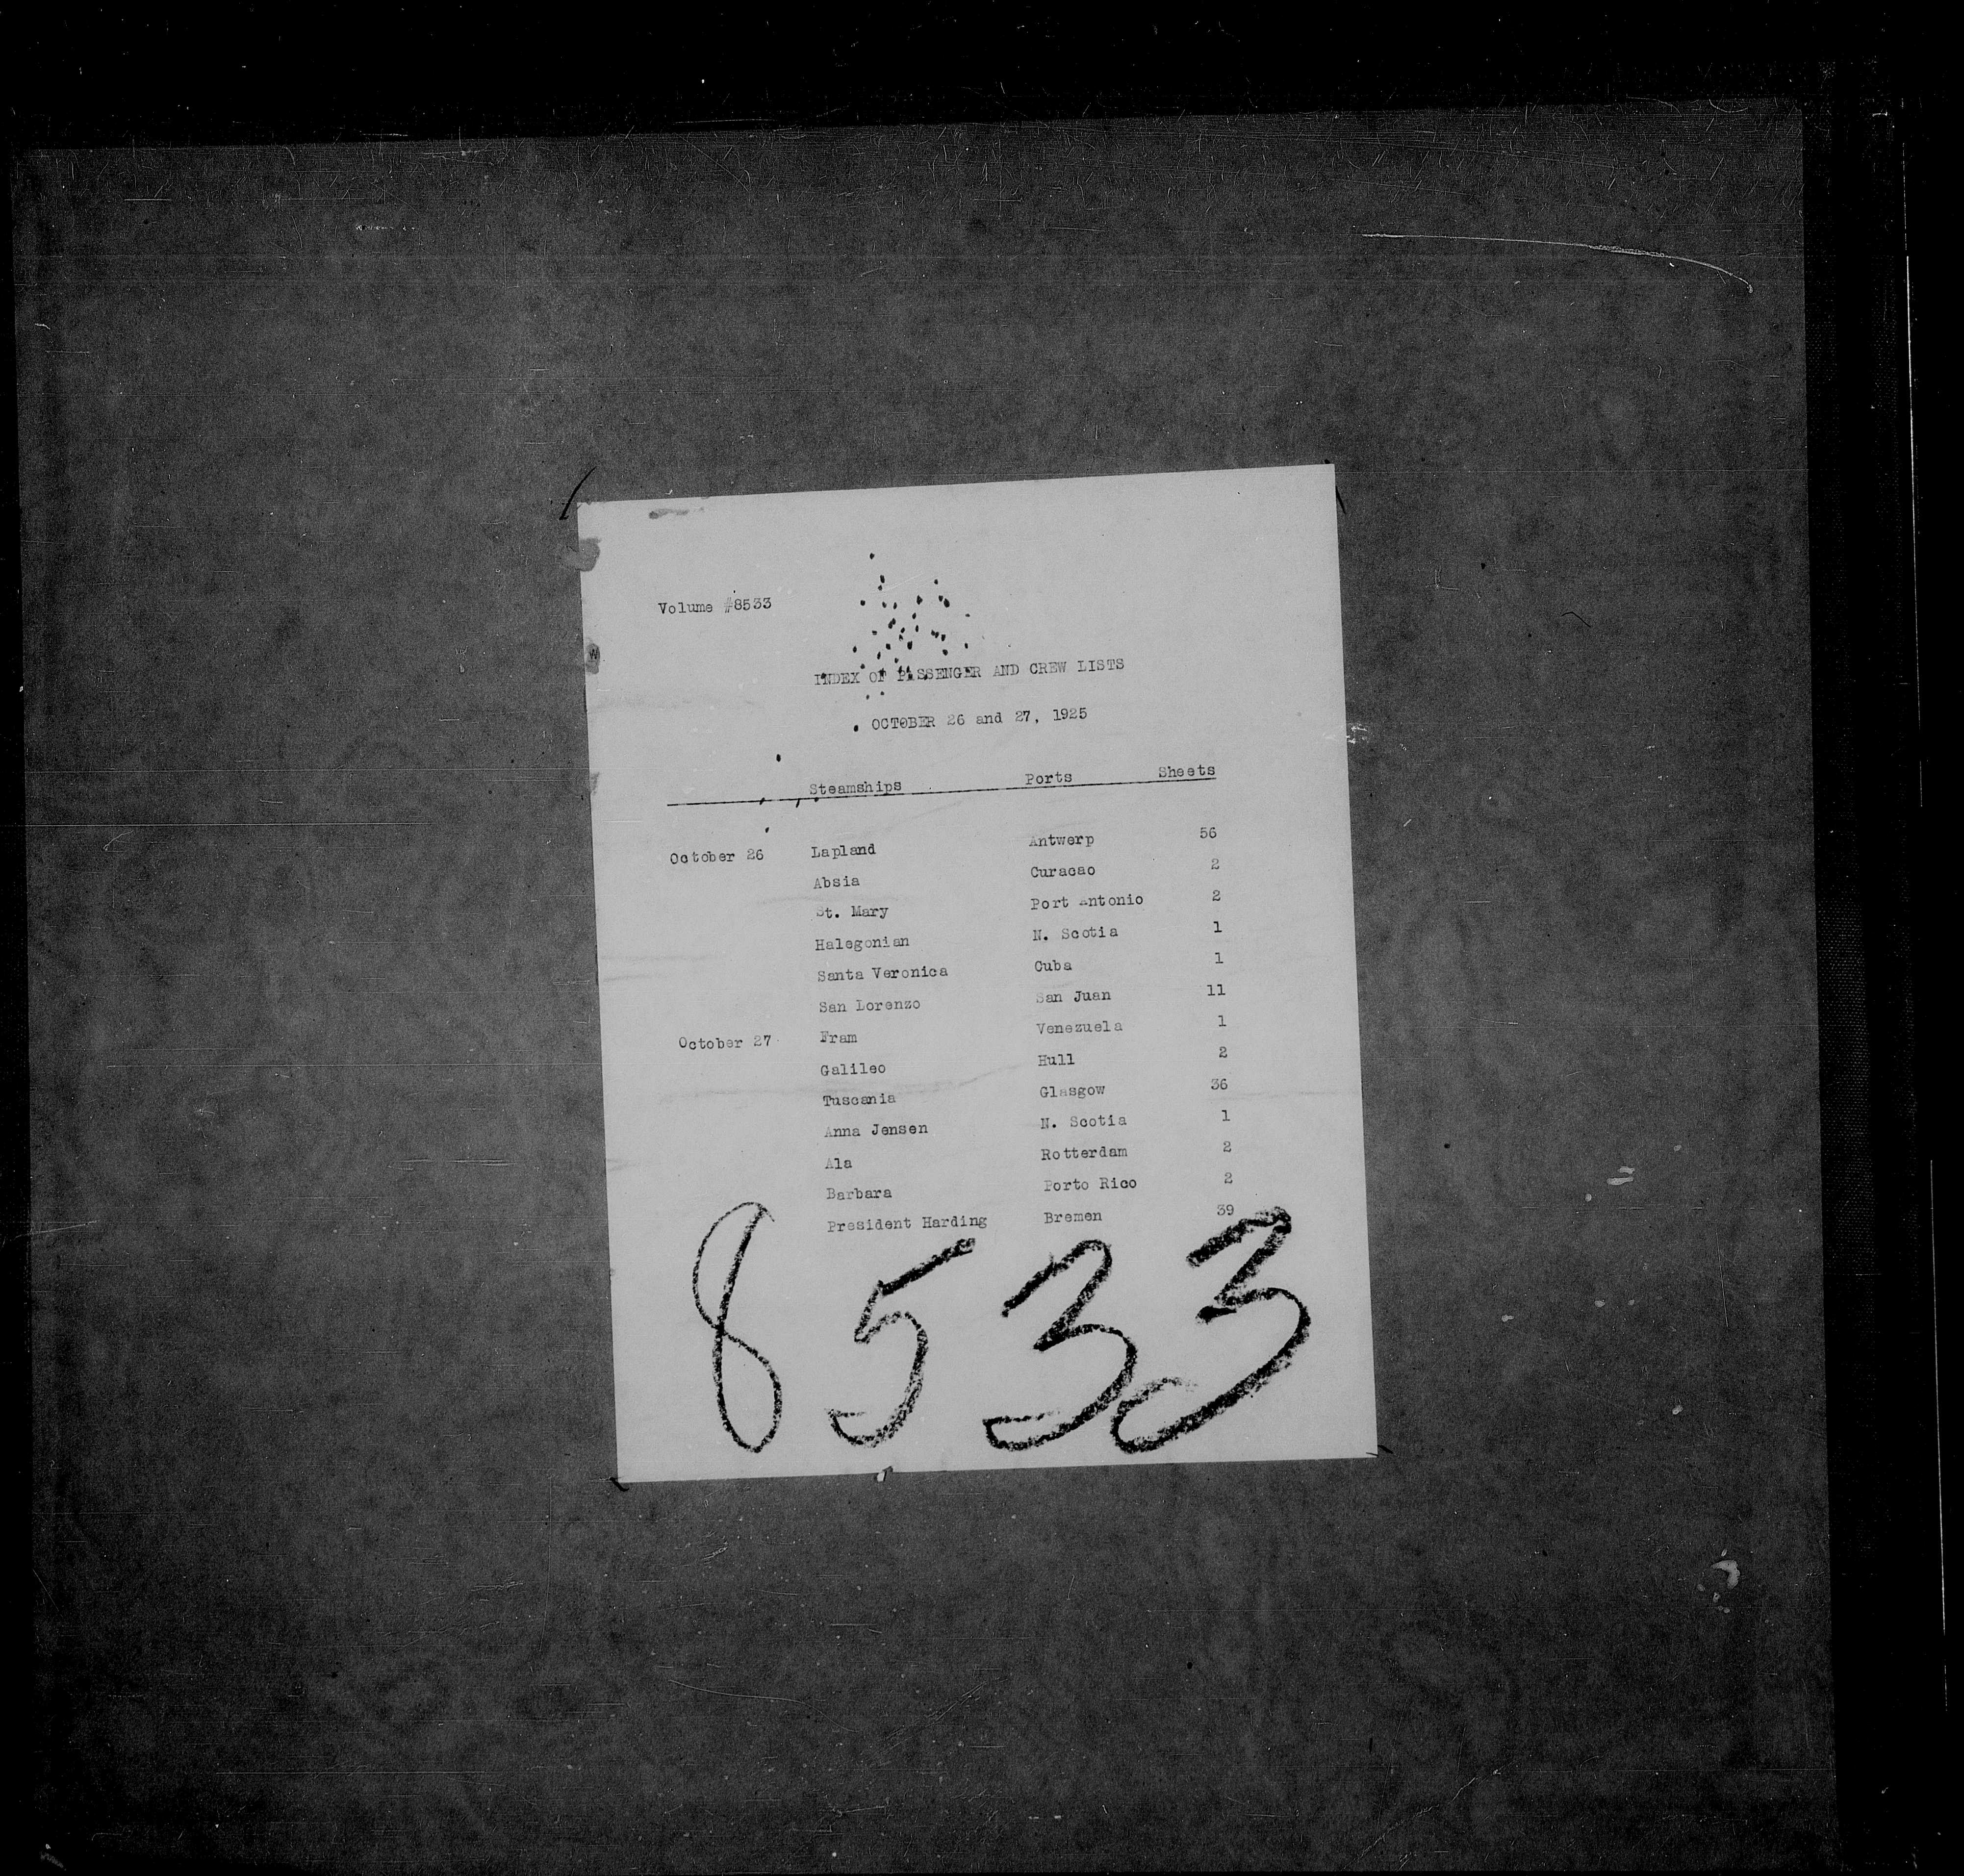 Volume #8533
INDEX OF PASSENGER AND CREW LISTS
OCTOBER 26 and 27, 1925
Steamships Ports Sheets
October 26 Lapland Antwerp 56
Absia Curacao 2
St. Mary Port Antonio 2
Halegonian N. Scotia 1
Santa Veronica Cuba 1
San Lorenzo San Juan 11
October 27 Fram Venezuela 1
Galileo Hull 2
Tuscania Glasgow 36
Anna Jensen N. Scotia 1
Ala Rotterdam 2
Barbara Porto Rico 2
President Harding Bremen 39
8533